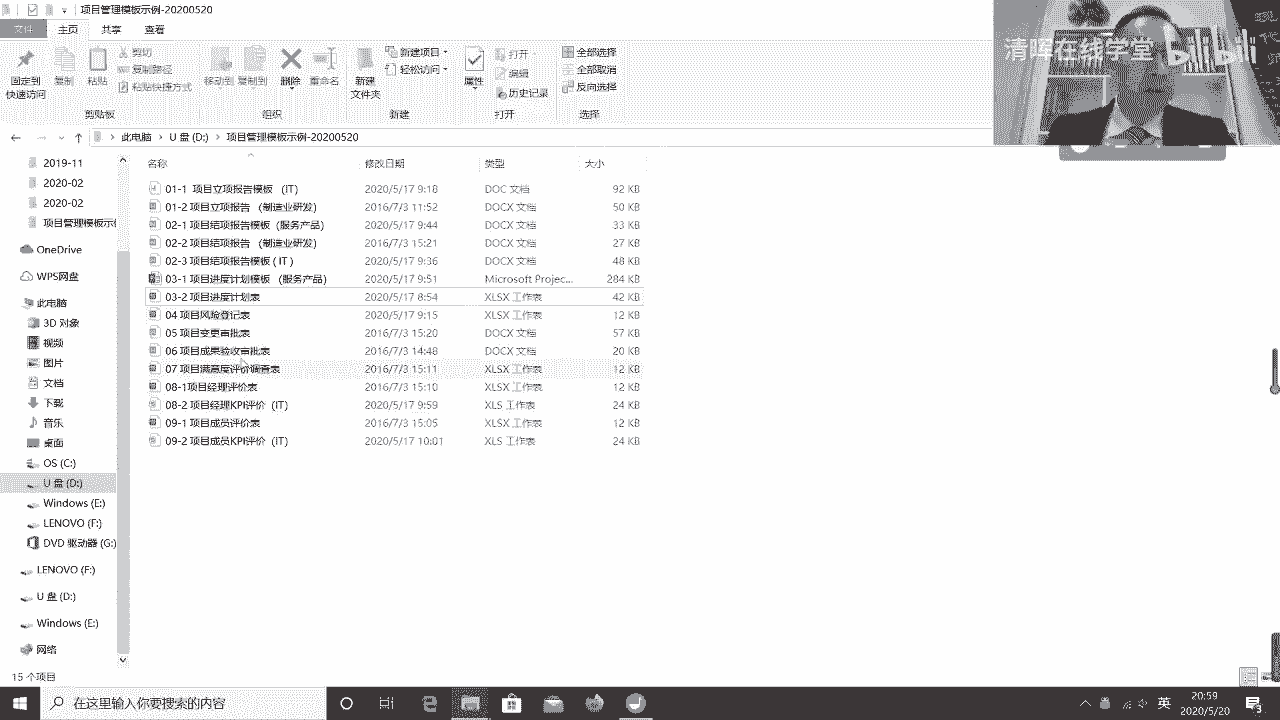 项目管理模板示例-20200520
文件 主页 共享 查看
固定到快速访问 复制 粘贴 剪切 复制路径 粘贴快捷方式 移动到 复制到 删除 重命名 新建文件夹 新建项目 轻松访问 属性 打开 编辑 历史记录 全部选择 全部取消 反向选择
剪贴板 组织 新建 打开 选择
清晖在线学堂 bilibili
此电脑 > U 盘 (D:) > 项目管理模板示例-20200520
2019-11
2020-02
2020-02
项目管理模板示例
OneDrive
WPS网盘
此电脑
3D 对象
视频
图片
文档
下载
音乐
桌面
OS (C:)
U 盘 (D:)
Windows (E:)
LENOVO (F:)
DVD 驱动器 (G:)
LENOVO (F:)
U 盘 (D:)
Windows (E:)
网络
名称 修改日期 类型 大小
01-1 项目立项报告模板 (IT) 2020/5/17 9:18 DOC 文档 92 KB
01-2 项目立项报告 (制造业研发) 2016/7/3 11:52 DOCX 文档 50 KB
02-1 项目结项报告模板 (服务产品) 2020/5/17 9:44 DOCX 文档 33 KB
02-2 项目结项报告 (制造业研发) 2016/7/3 15:21 DOCX 文档 27 KB
02-3 项目结项报告模板 ( IT ) 2020/5/17 9:36 DOCX 文档 48 KB
03-1 项目进度计划模板 (服务产品) 2020/5/17 9:51 Microsoft Projec... 284 KB
03-2 项目进度计划表 2020/5/17 8:54 XLSX 工作表 42 KB
04 项目风险登记表 2020/5/17 9:15 XLSX 工作表 12 KB
05 项目变更审批表 2016/7/3 15:20 DOCX 文档 57 KB
06 项目成果验收审批表 2016/7/3 14:48 DOCX 文档 20 KB
07 项目满意度评价调查表 2016/7/3 15:11 XLSX 工作表 12 KB
08-1项目经理评价表 2016/7/3 15:10 XLSX 工作表 12 KB
08-2 项目经理KPI评价 (IT) 2020/5/17 9:59 XLS 工作表 24 KB
09-1 项目成员评价表 2016/7/3 15:05 XLSX 工作表 12 KB
09-2 项目成员KPI评价 (IT) 2020/5/17 10:01 XLS 工作表 24 KB
15 个项目
在这里输入你要搜索的内容
英
20:59
2020/5/20